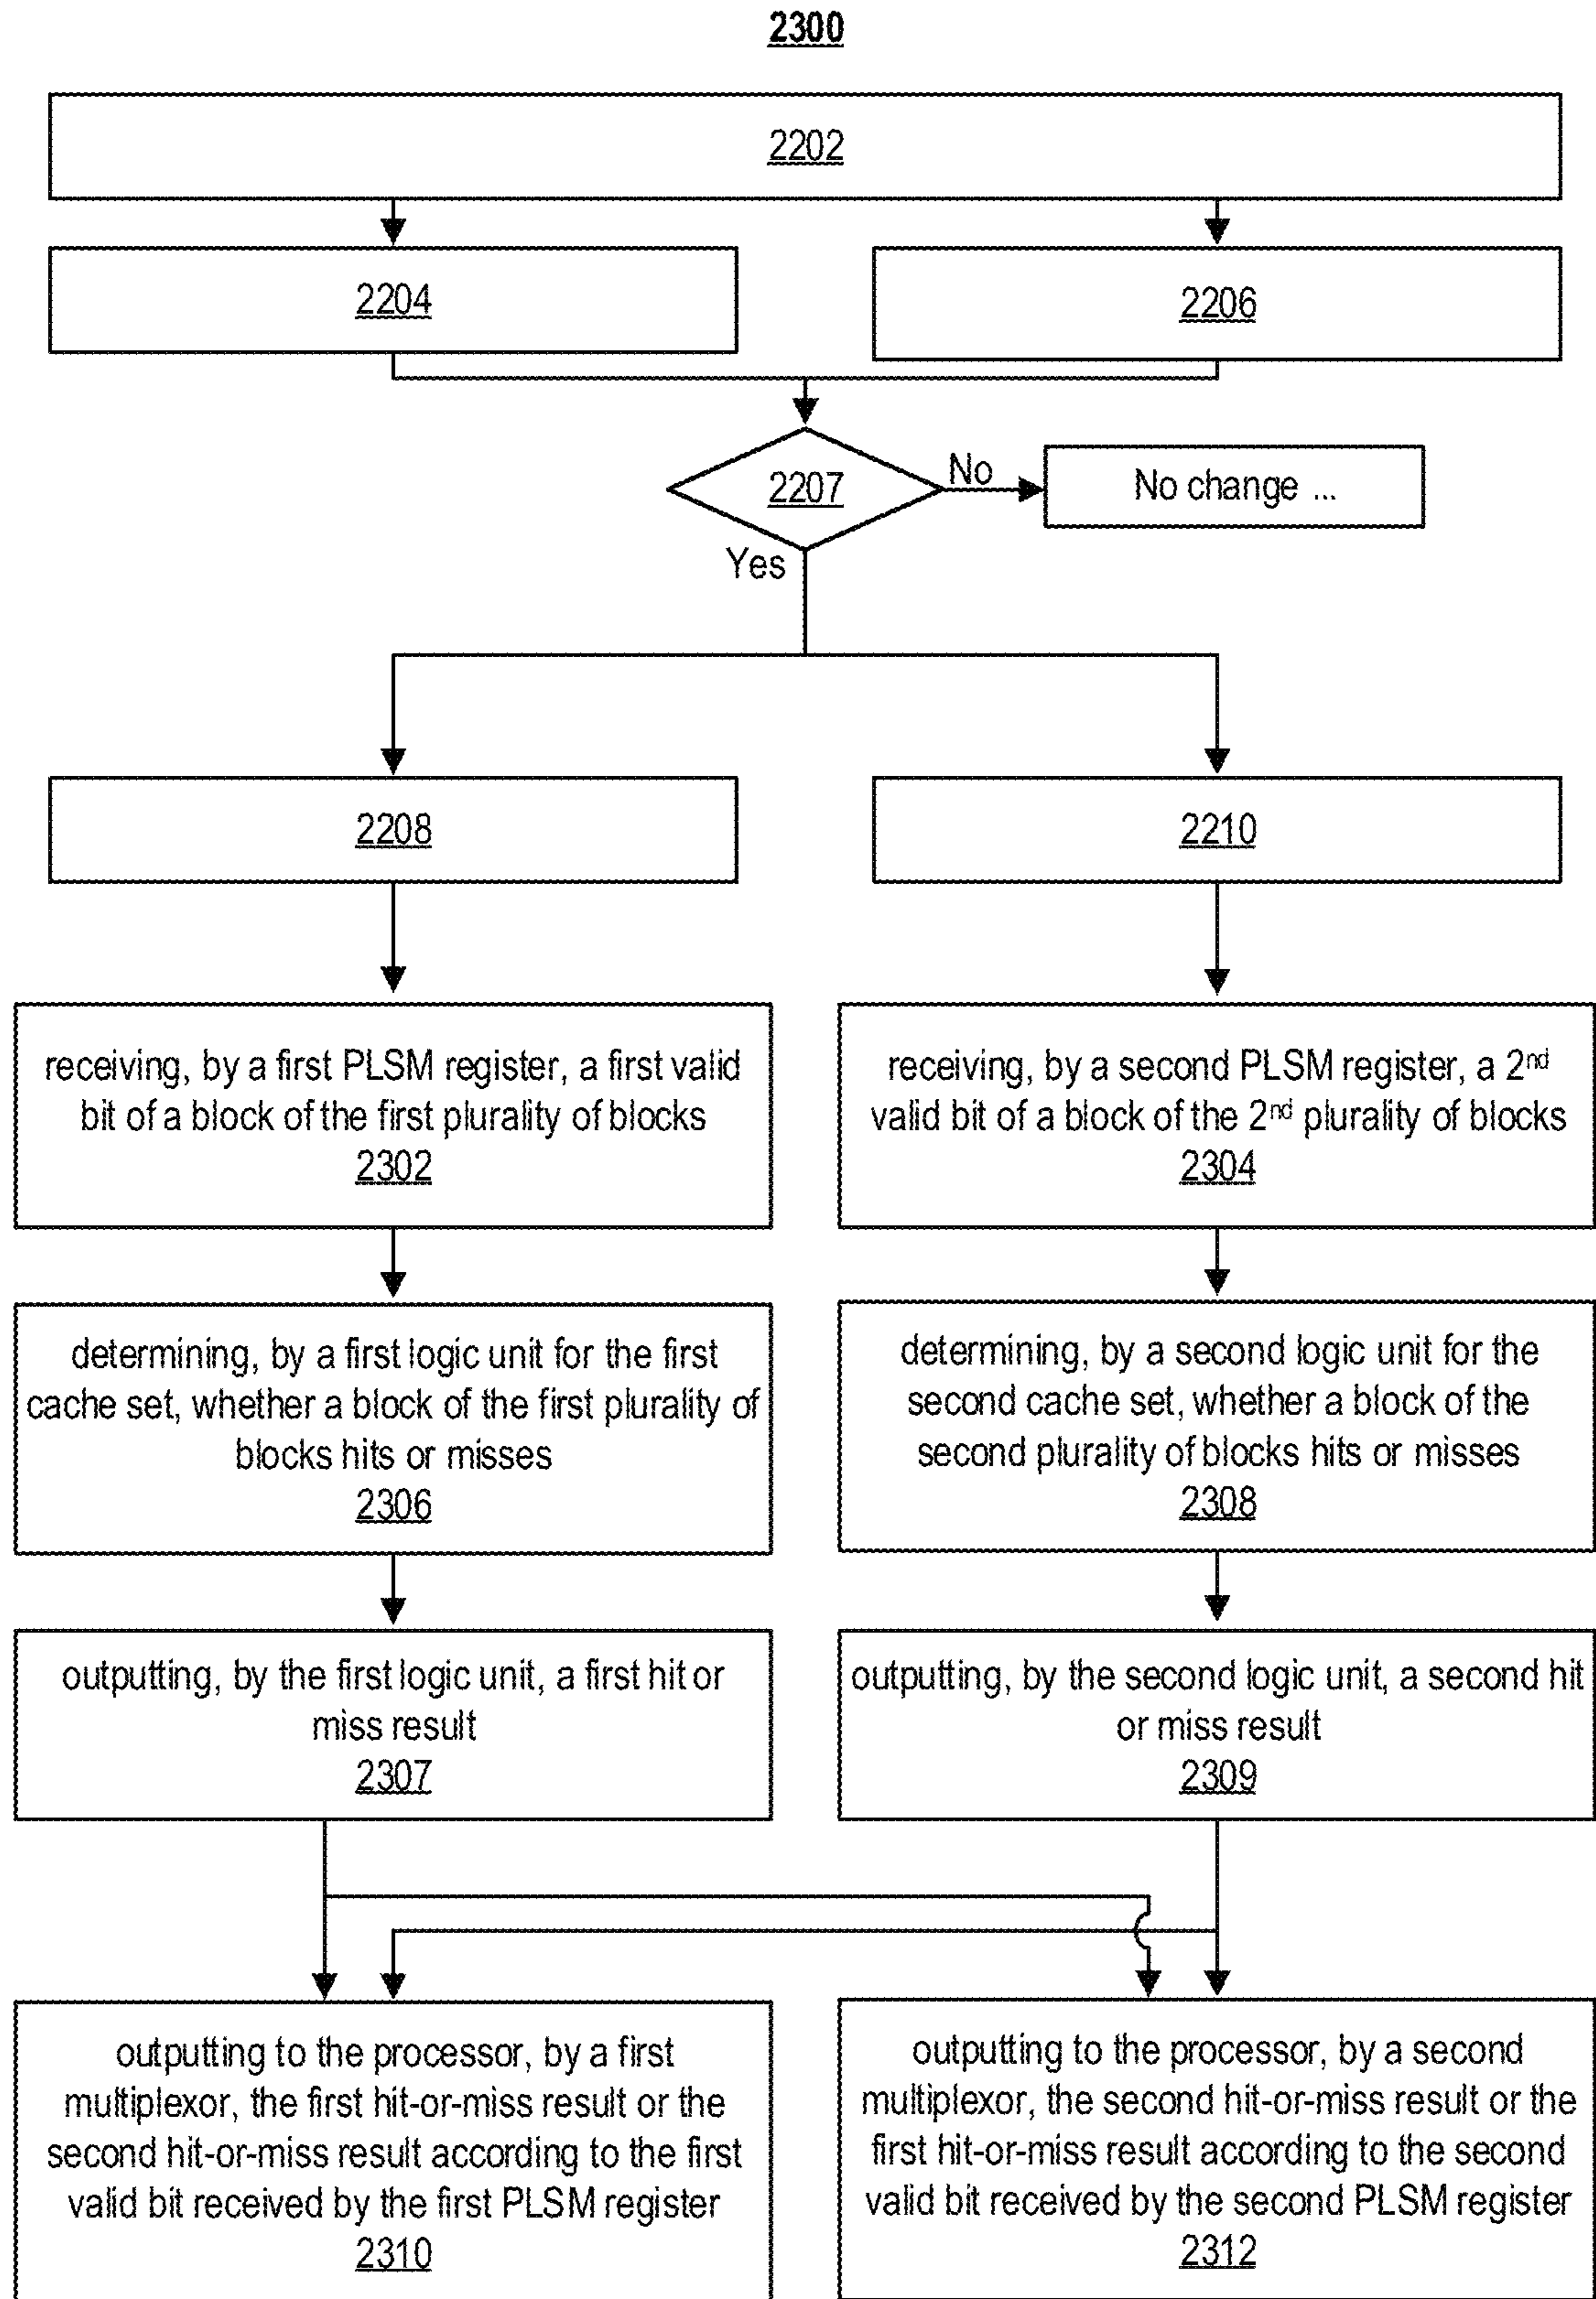 2300
2202
2204
2206
2207
No
No change ...
Yes
2208
2210
receiving, by a first PLSM register, a first valid
bit of a block of the first plurality of blocks
2302
receiving, by a second PLSM register, a 2nd
valid bit of a block of the 2nd plurality of blocks
2304
determining, by a first logic unit for the first
cache set, whether a block of the first plurality of
blocks hits or misses
2306
determining, by a second logic unit for the
second cache set, whether a block of the
second plurality of blocks hits or misses
2308
outputting, by the first logic unit, a first hit or
miss result
2307
outputting, by the second logic unit, a second hit
or miss result
2309
outputting to the processor, by a first
multiplexor, the first hit-or-miss result or the
second hit-or-miss result according to the first
valid bit received by the first PLSM register
2310
outputting to the processor, by a second
multiplexor, the second hit-or-miss result or the
first hit-or-miss result according to the second
valid bit received by the second PLSM register
2312